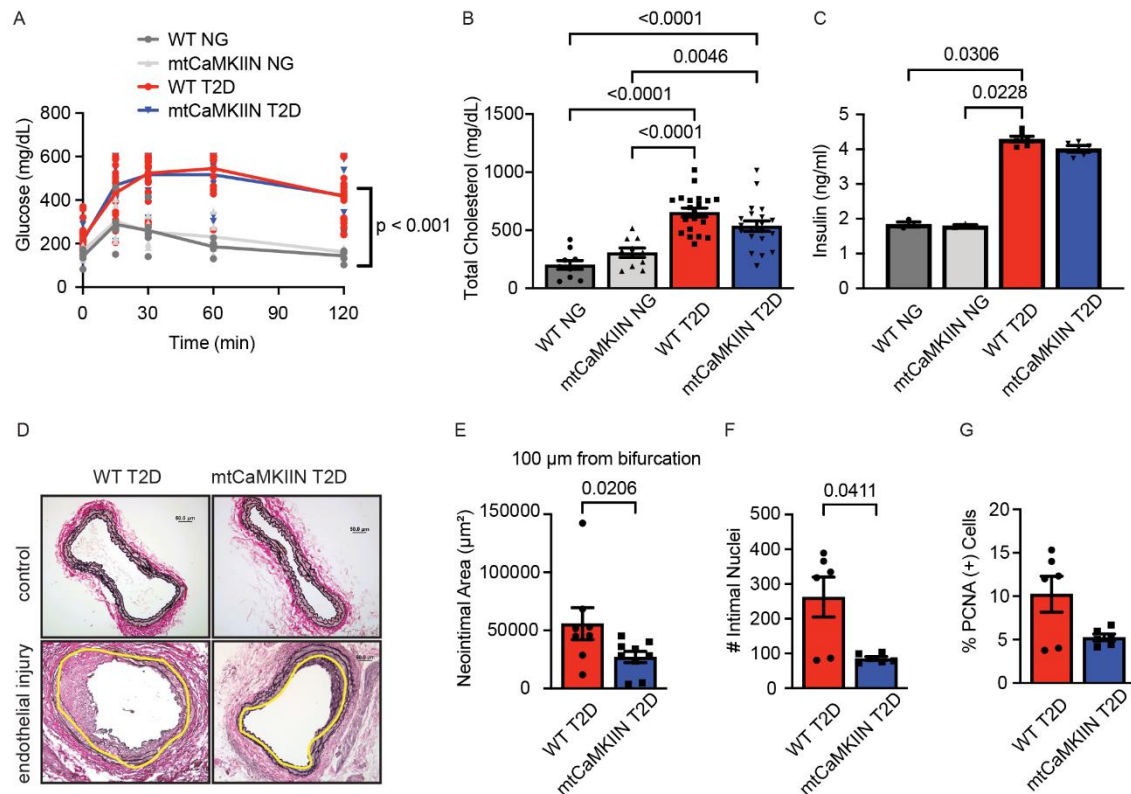 A
WT NG
mtCaMKIIN NG
WT T2D
mtCaMKIIN T2D
Glucose (mg/dL)
800
600
400
200
0
0 30 60 90 120
Time (min)
p < 0.001
B
<0.0001
0.0046
<0.0001
<0.0001
Total Cholesterol (mg/dL)
1500
1000
500
0
WT NG
mtCaMKIIN NG
WT T2D
mtCaMKIIN T2D
C
0.0306
0.0228
Insulin (ng/ml)
5
4
3
2
1
0
WT NG
mtCaMKIIN NG
WT T2D
mtCaMKIIN T2D
D
WT T2D mtCaMKIIN T2D
control
endothelial injury
50.0 µm
50.0 µm
E
100 µm from bifurcation
0.0206
Neointimal Area (µm²)
150000
100000
50000
0
WT T2D
mtCaMKIIN T2D
F
0.0411
# Intimal Nuclei
500
400
300
200
100
0
WT T2D
mtCaMKIIN T2D
G
% PCNA (+) Cells
20
15
10
5
0
WT T2D
mtCaMKIIN T2D